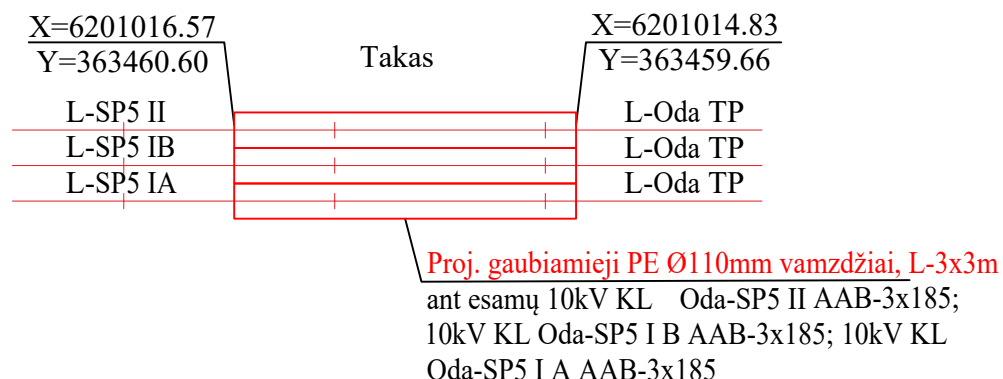 X=6201016.57
Y=363460.60
Takas
X=6201014.83
Y=363459.66
L-SP5 II
L-Oda TP
L-SP5 IB
L-Oda TP
L-SP5 IA
L-Oda TP
Proj. gaubiamieji PE Ø110mm vamzdžiai, L-3x3m
ant esamų 10kV KL Oda-SP5 II AAB-3x185;
10kV KL Oda-SP5 I B AAB-3x185; 10kV KL
Oda-SP5 I A AAB-3x185